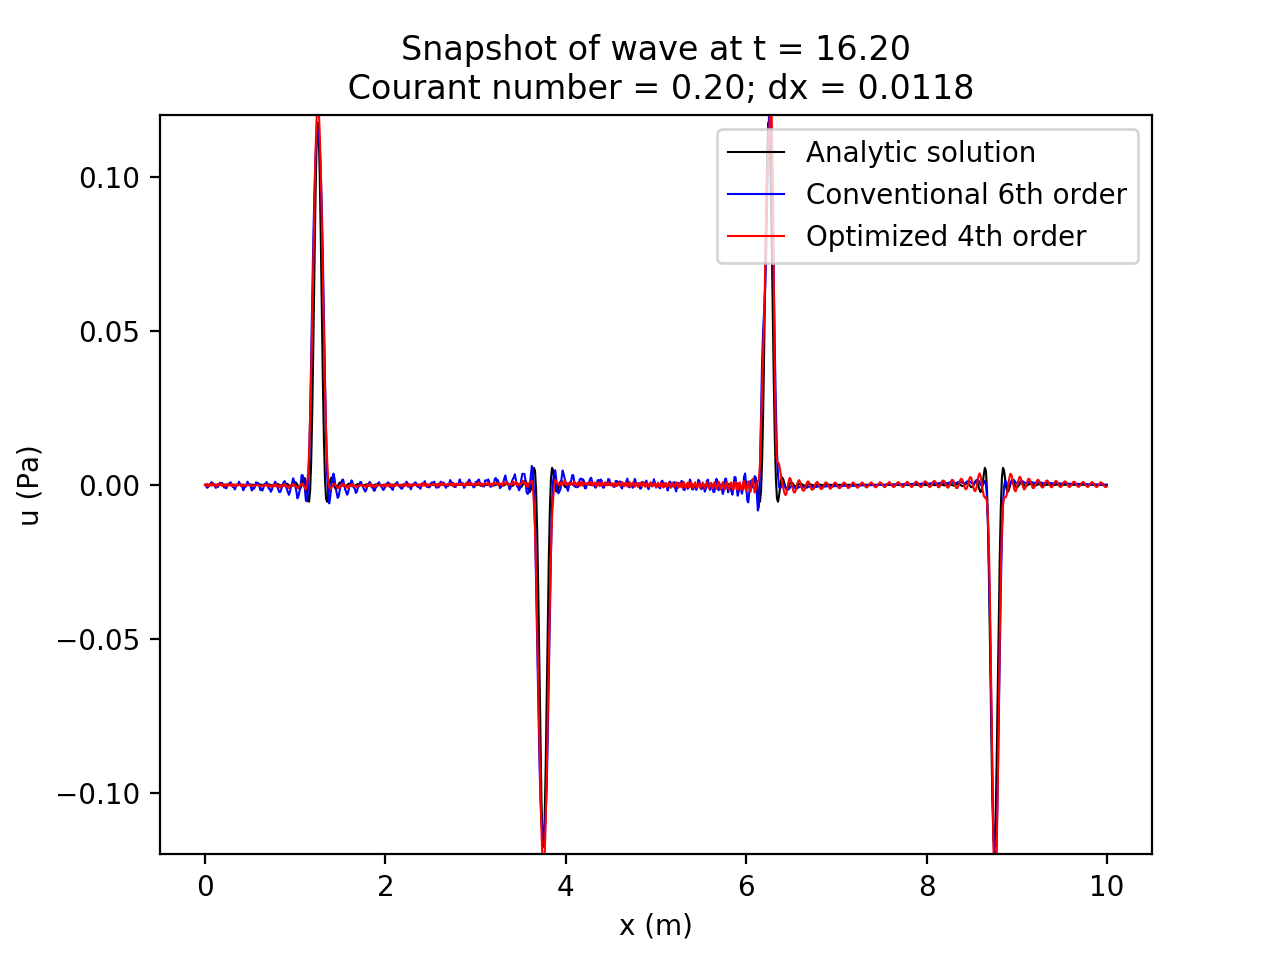 Snapshot of wave at t = 16.20
Courant number = 0.20; dx = 0.0118
Analytic solution
Conventional 6th order
Optimized 4th order
u (Pa)
0.10
0.05
0.00
−0.05
−0.10
0 2 4 6 8 10
x (m)